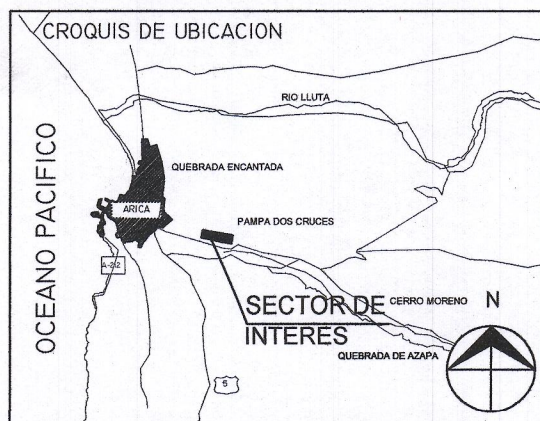 CROQUIS DE UBICACION
RIO LLUTA
OCEANO PACIFICO
QUEBRADA ENCANTADA
ARICA
PAMPA DOS CRUCES
A-22
SECTOR DE
INTERES
CERRO MORENO
N
QUEBRADA DE AZAPA
5